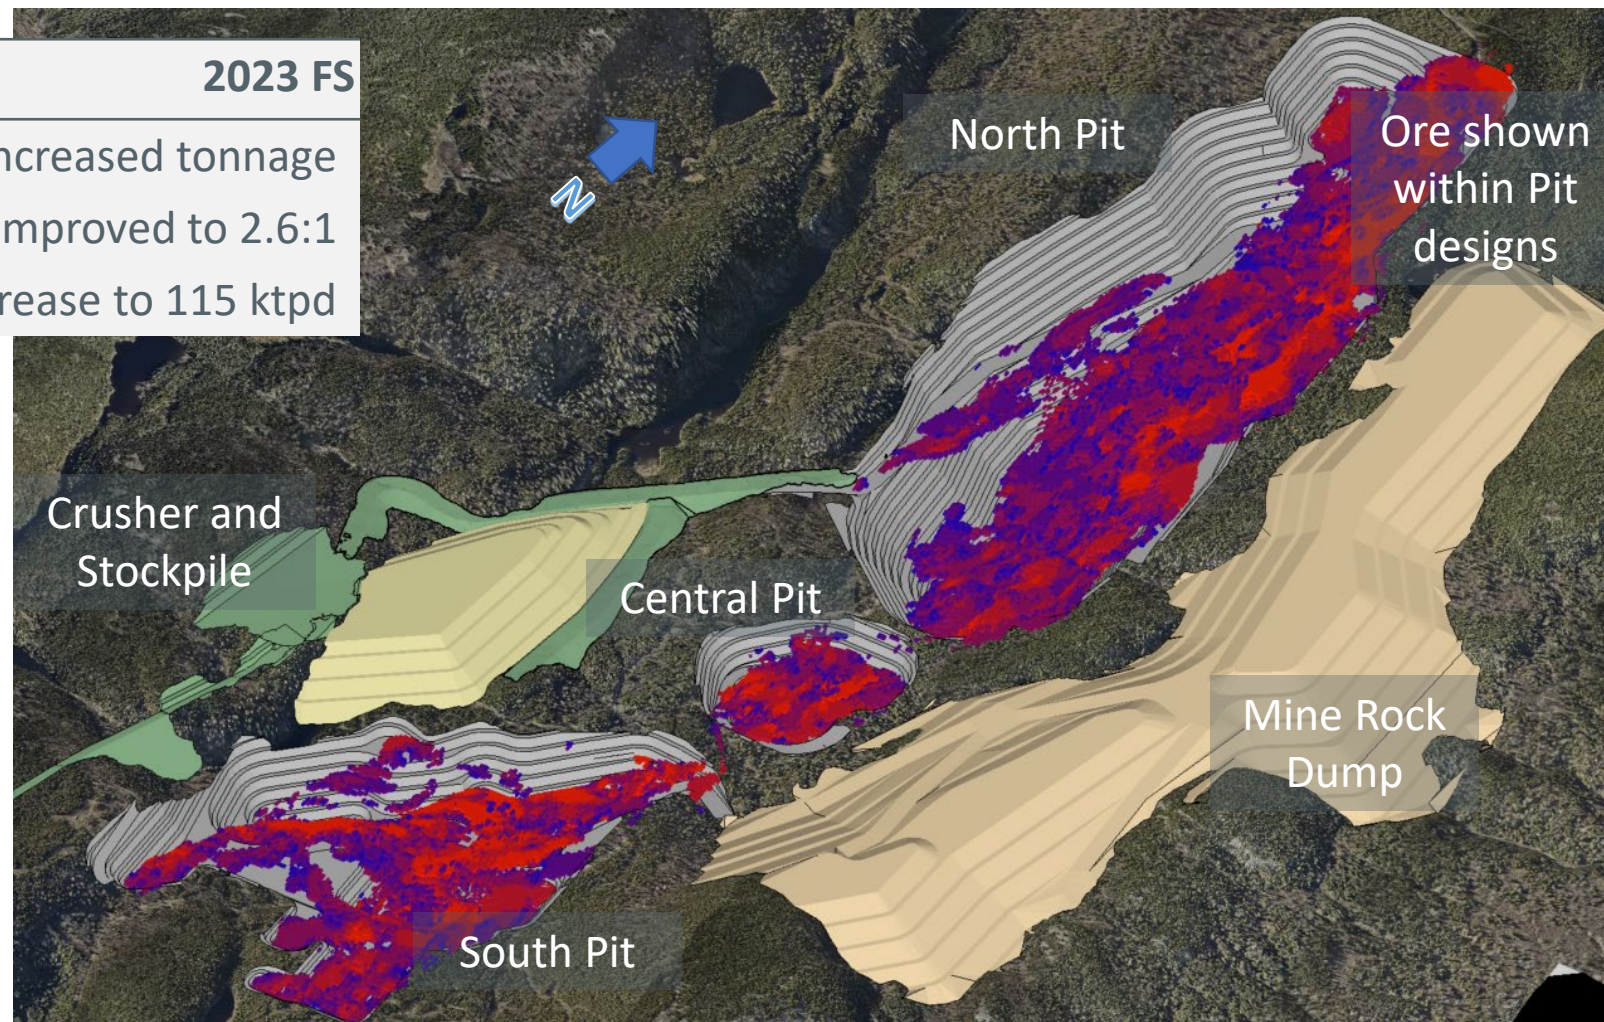 2023 FS
ncreased tonnage
mproved to 2.6:1
rease to 115 ktpd
North Pit
Ore shown
within Pit
designs
N
Crusher and
Stockpile
Central Pit
Mine Rock
Dump
South Pit